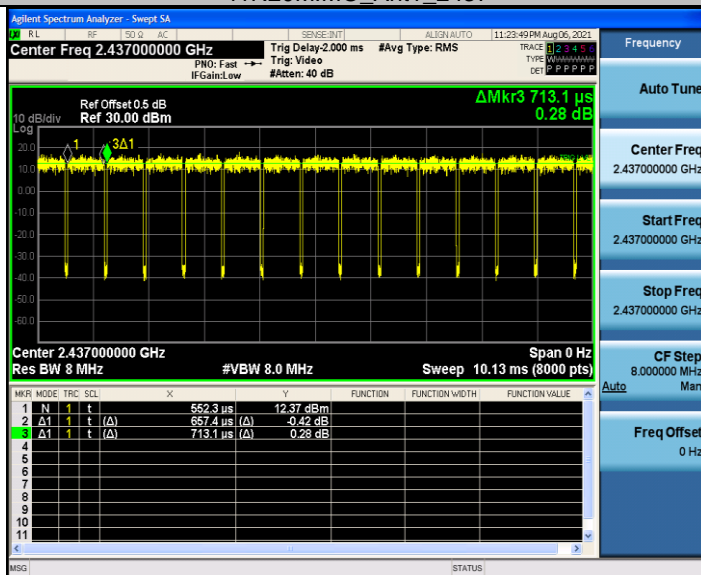 Agilent Spectrum Analyzer - Swept SA
LXI RL RF 50 Ω AC SENSE:INT ALIGN AUTO 11:23:49 PM Aug 06, 2021
Center Freq 2.437000000 GHz
Trig Delay-2.000 ms #Avg Type: RMS
TRACE 1 2 3 4 5 6
PNO: Fast Trig: Video
TYPE WWWWWW
IFGain:Low #Atten: 40 dB
DET P P P P P P
Frequency
Auto Tune
Center Freq
2.437000000 GHz
Start Freq
2.437000000 GHz
Stop Freq
2.437000000 GHz
CF Step
8.000000 MHz
Auto Man
Freq Offset
0 Hz
ΔMkr3 713.1 µs
0.28 dB
Ref Offset 0.5 dB
10 dB/div Ref 30.00 dBm
Log
20.0
10.0
0.00
-10.0
-20.0
-30.0
-40.0
-50.0
-60.0
1
3Δ1
Center 2.437000000 GHz Span 0 Hz
Res BW 8 MHz #VBW 8.0 MHz Sweep 10.13 ms (8000 pts)
MKR MODE TRC SCL X Y FUNCTION FUNCTION WIDTH FUNCTION VALUE
1 N 1 t 552.3 µs 12.37 dBm
2 Δ1 1 t (Δ) 657.4 µs (Δ) -0.42 dB
3 Δ1 1 t (Δ) 713.1 µs (Δ) 0.28 dB
4
5
6
7
8
9
10
11
MSG STATUS